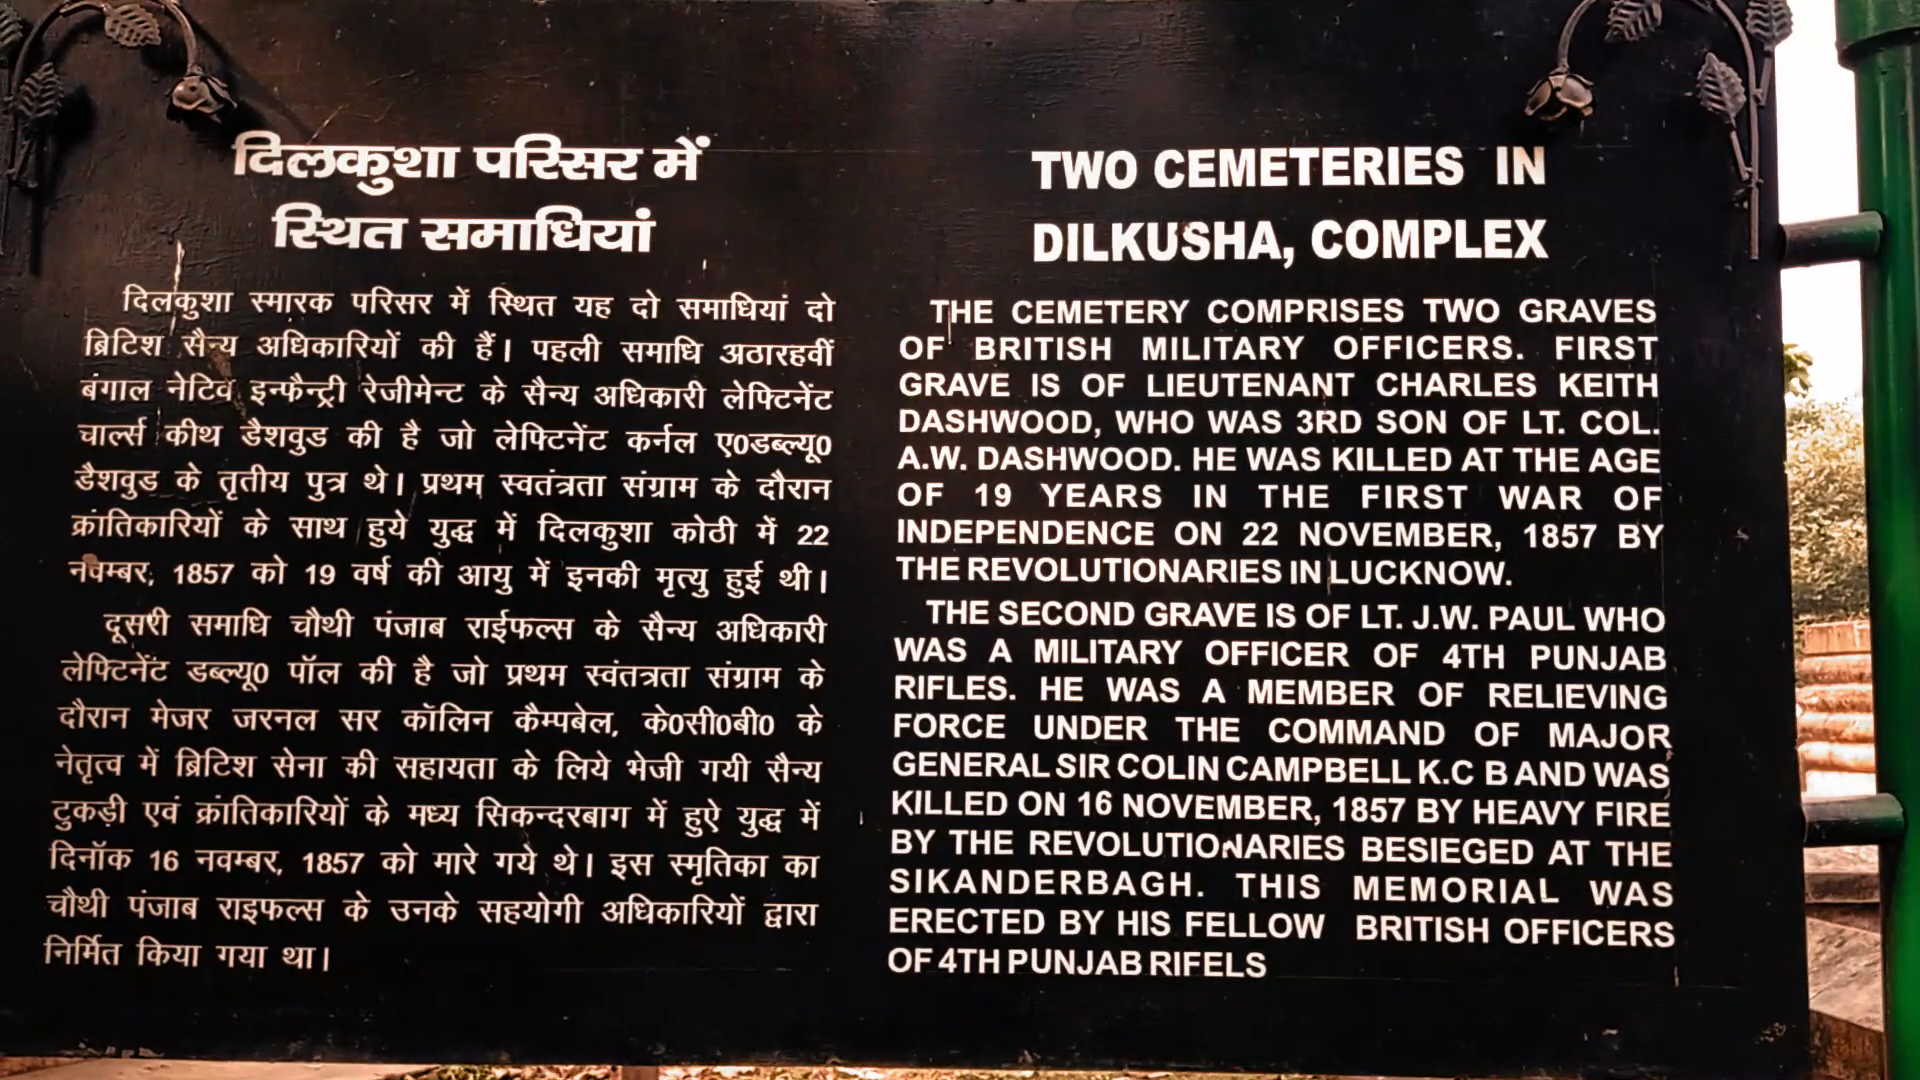 दिलकुशा परिसर में
स्थित समाधियां
दिलकुशा स्मारक परिसर में स्थित यह दो समाधियां दो
ब्रिटिश सैन्य अधिकारियों की हैं। पहली समाधि अठारहवीं
बंगाल नेटिव इन्फैन्ट्री रेजीमेन्ट के सैन्य अधिकारी लेफ्टिनेंट
चार्ल्स कीथ डैशवुड की है जो लेफ्टिनेंट कर्नल ए0डब्ल्यू0
डैशवुड के तृतीय पुत्र थे। प्रथम स्वतंत्रता संग्राम के दौरान
क्रांतिकारियों के साथ हुये युद्ध में दिलकुशा कोठी में 22
नवम्बर, 1857 को 19 वर्ष की आयु में इनकी मृत्यु हुई थी।
दूसरी समाधि चौथी पंजाब राईफल्स के सैन्य अधिकारी
लेफ्टिनेंट डब्ल्यू0 पॉल की है जो प्रथम स्वंतत्रता संग्राम के
दौरान मेजर जरनल सर कॉलिन कैम्पबेल, के0सी0बी0 के
नेतृत्व में ब्रिटिश सेना की सहायता के लिये भेजी गयी सैन्य
टुकड़ी एवं क्रांतिकारियों के मध्य सिकन्दरबाग में हुऐ युद्ध में
दिनॉक 16 नवम्बर, 1857 को मारे गये थे। इस स्मृतिका का
चौथी पंजाब राइफल्स के उनके सहयोगी अधिकारियों द्वारा
निर्मित किया गया था।
TWO CEMETERIES IN
DILKUSHA, COMPLEX
THE CEMETERY COMPRISES TWO GRAVES
OF BRITISH MILITARY OFFICERS. FIRST
GRAVE IS OF LIEUTENANT CHARLES KEITH
DASHWOOD, WHO WAS 3RD SON OF LT. COL.
A.W. DASHWOOD. HE WAS KILLED AT THE AGE
OF 19 YEARS IN THE FIRST WAR OF
INDEPENDENCE ON 22 NOVEMBER, 1857 BY
THE REVOLUTIONARIES IN LUCKNOW.
THE SECOND GRAVE IS OF LT. J.W. PAUL WHO
WAS A MILITARY OFFICER OF 4TH PUNJAB
RIFLES. HE WAS A MEMBER OF RELIEVING
FORCE UNDER THE COMMAND OF MAJOR
GENERAL SIR COLIN CAMPBELL K.C B AND WAS
KILLED ON 16 NOVEMBER, 1857 BY HEAVY FIRE
BY THE REVOLUTIONARIES BESIEGED AT THE
SIKANDERBAGH. THIS MEMORIAL WAS
ERECTED BY HIS FELLOW BRITISH OFFICERS
OF 4TH PUNJAB RIFELS